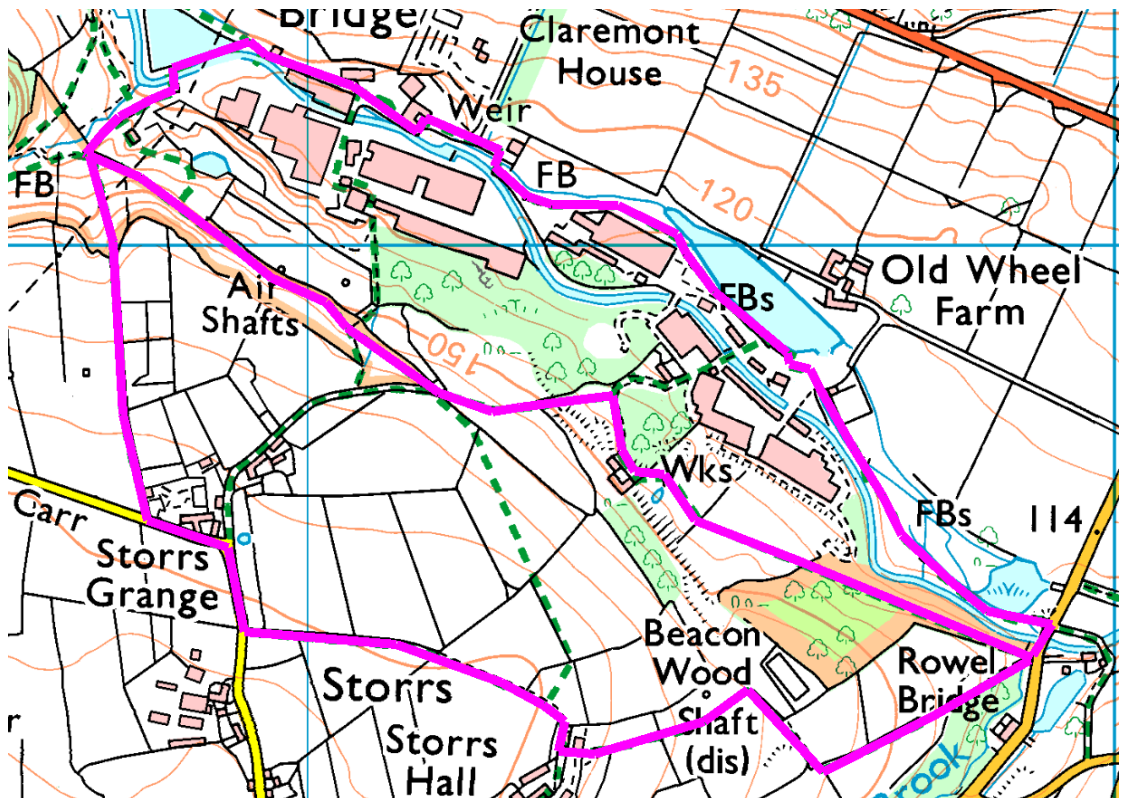 Bridge
Claremont
House
135
Weir
FB
FB
120
Old Wheel
Farm
FBs
Air
Shafts
150
Wks
FBs
114
Carr
Storrs
Grange
Beacon
Wood
Rowel
Bridge
Storrs
Shaft
(dis)
Storrs
Hall
Brook
r